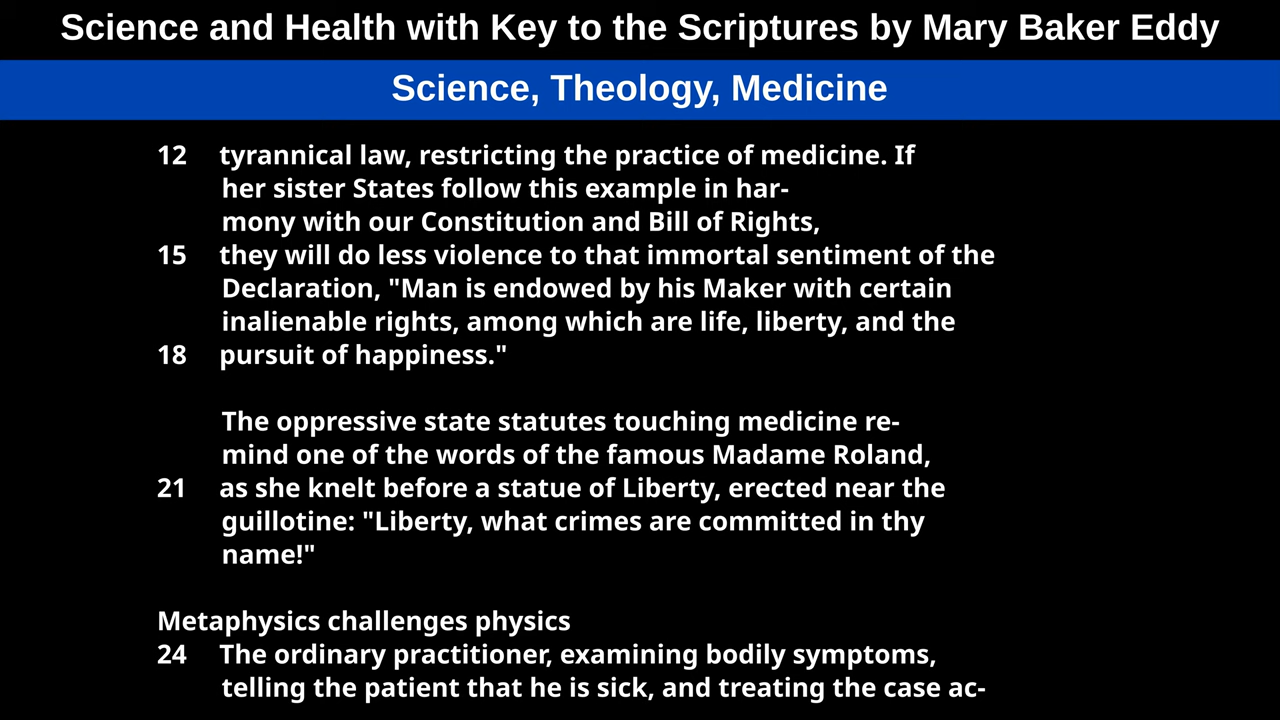 Science and Health with Key to the Scriptures by Mary Baker Eddy
Science, Theology, Medicine
12 tyrannical law, restricting the practice of medicine. If
her sister States follow this example in har-
mony with our Constitution and Bill of Rights,
15 they will do less violence to that immortal sentiment of the
Declaration, "Man is endowed by his Maker with certain
inalienable rights, among which are life, liberty, and the
18 pursuit of happiness."
The oppressive state statutes touching medicine re-
mind one of the words of the famous Madame Roland,
21 as she knelt before a statue of Liberty, erected near the
guillotine: "Liberty, what crimes are committed in thy
name!"
Metaphysics challenges physics
24 The ordinary practitioner, examining bodily symptoms,
telling the patient that he is sick, and treating the case ac-